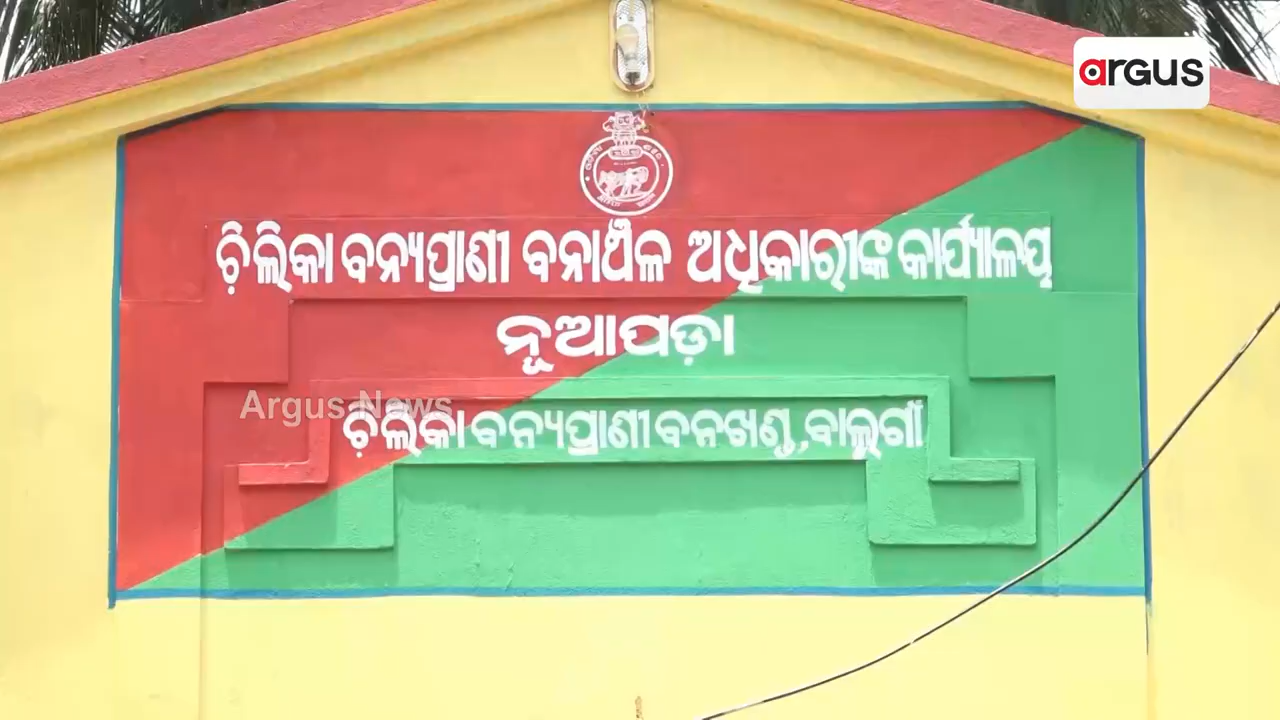 argus
ଚିଲିକା ବନ୍ୟପ୍ରାଣୀ ବନାଞ୍ଚଳ ଅଧିକାରୀଙ୍କ କାର୍ଯ୍ୟାଳୟ
ନୂଆପଡ଼ା
Argus News
ଚିଲିକା ବନ୍ୟପ୍ରାଣୀ ବନଖଣ୍ଡ, ବାଲୁଗାଁ